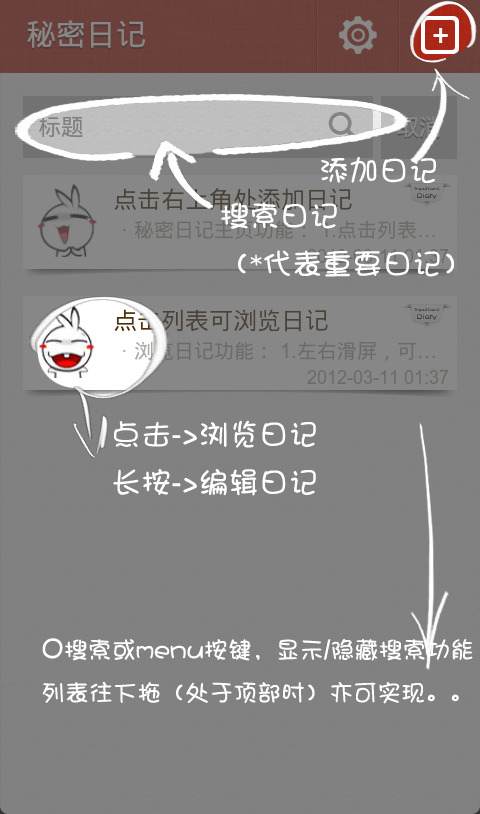 秘密日记
标题
取消
添加日记
点击右上角处添加日记
Diary
搜索日记
·秘密日记主页功能： 1.点击列表…
(*代表重要日记)
点击列表可浏览日记
Diary
·浏览日记功能： 1.左右滑屏，可…
2012-03-11 01:37
点击->浏览日记
长按->编辑日记
O搜索或menu按键，显示/隐藏搜索功能
列表往下拖（处于顶部时）亦可实现。。